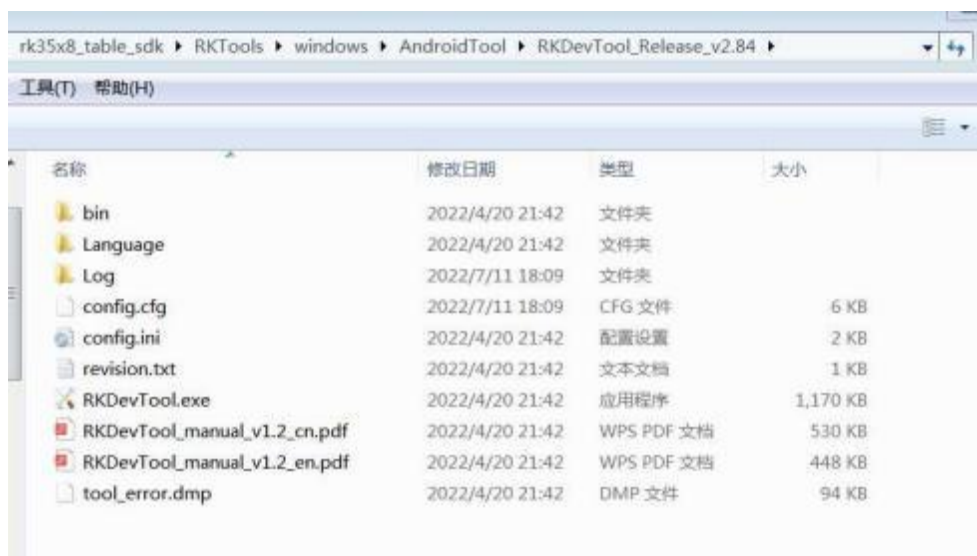 rk35x8_table_sdk ▸ RKTools ▸ windows ▸ AndroidTool ▸ RKDevTool_Release_v2.84 ▸
工具(T) 帮助(H)
名称 修改日期 类型 大小
bin 2022/4/20 21:42 文件夹
Language 2022/4/20 21:42 文件夹
Log 2022/7/11 18:09 文件夹
config.cfg 2022/7/11 18:09 CFG 文件 6 KB
config.ini 2022/4/20 21:42 配置设置 2 KB
revision.txt 2022/4/20 21:42 文本文档 1 KB
RKDevTool.exe 2022/4/20 21:42 应用程序 1,170 KB
RKDevTool_manual_v1.2_cn.pdf 2022/4/20 21:42 WPS PDF 文档 530 KB
RKDevTool_manual_v1.2_en.pdf 2022/4/20 21:42 WPS PDF 文档 448 KB
tool_error.dmp 2022/4/20 21:42 DMP 文件 94 KB